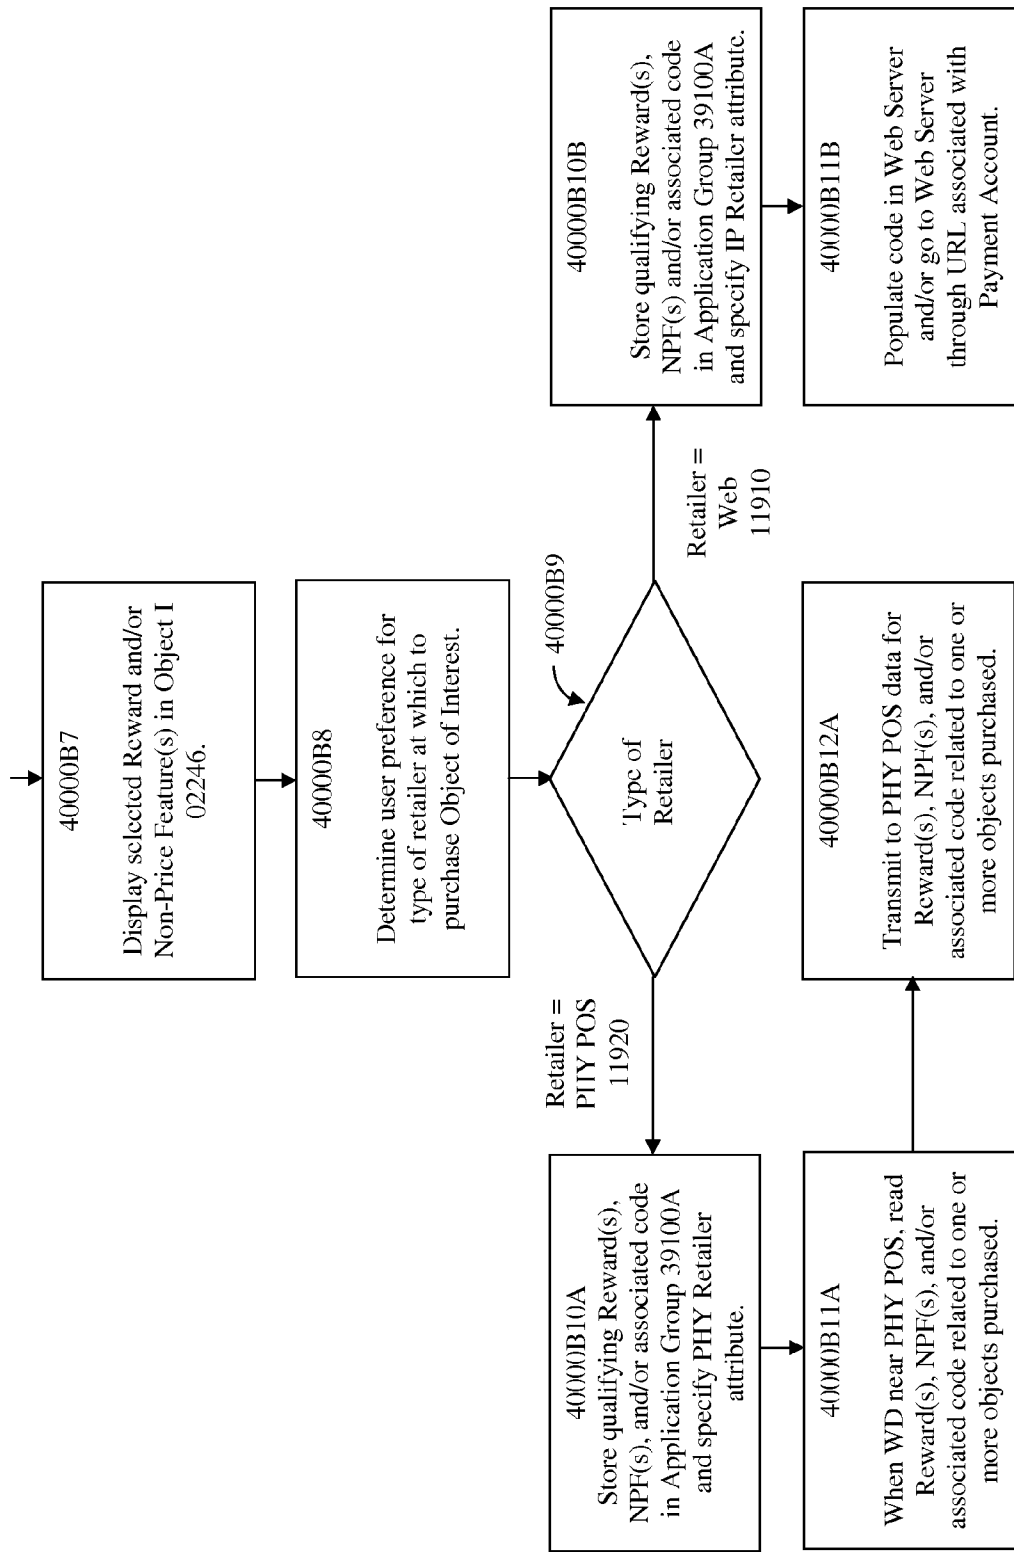 40000B7
Display selected Reward and/or
Non-Price Feature(s) in Object I
02246.
40000B8
Determine user preference for
type of retailer at which to
purchase Object of Interest.
40000B9
Type of
Retailer
Retailer =
PHY POS
11920
Retailer =
Web
11910
40000B10A
Store qualifying Reward(s),
NPF(s), and/or associated code
in Application Group 39100A
and specify PHY Retailer
attribute.
40000B11A
When WD near PHY POS, read
Reward(s), NPF(s), and/or
associated code related to one or
more objects purchased.
40000B12A
Transmit to PHY POS data for
Reward(s), NPF(s), and/or
associated code related to one or
more objects purchased.
40000B10B
Store qualifying Reward(s),
NPF(s) and/or associated code
in Application Group 39100A
and specify IP Retailer attribute.
40000B11B
Populate code in Web Server
and/or go to Web Server
through URL associated with
Payment Account.